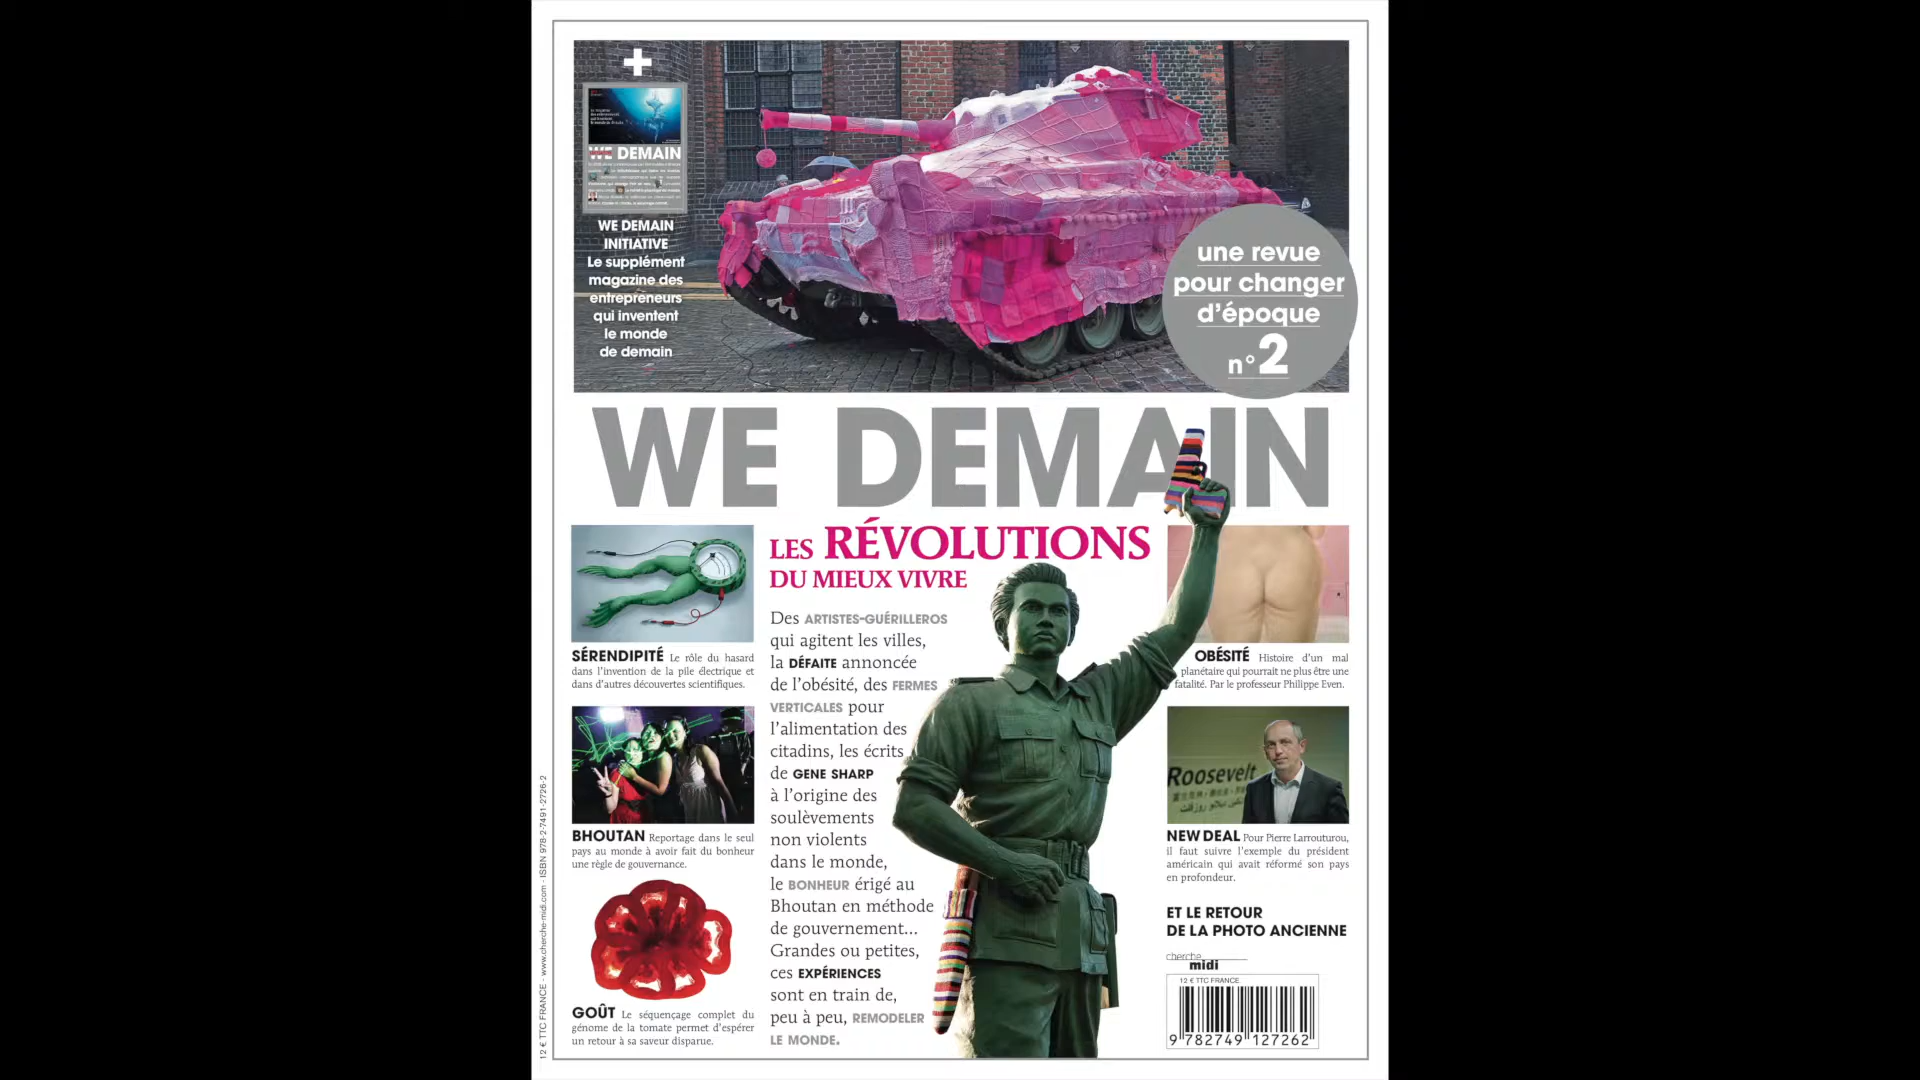 WE DEMAIN
WE DEMAIN
INITIATIVE
Le supplément
magazine des
entrepreneurs
qui inventent
le monde
de demain
une revue
pour changer
d'époque
n°2
WE DEMAIN
LES RÉVOLUTIONS
DU MIEUX VIVRE
Des ARTISTES-GUÉRILLEROS
qui agitent les villes,
la DÉFAITE annoncée
de l'obésité, des FERMES
VERTICALES pour
l'alimentation des
citadins, les écrits
de GENE SHARP
à l'origine des
soulèvements
non violents
dans le monde,
le BONHEUR érigé au
Bhoutan en méthode
de gouvernement...
Grandes ou petites,
ces EXPÉRIENCES
sont en train de,
peu à peu, REMODELER
LE MONDE.
SÉRENDIPITÉ Le rôle du hasard
dans l'invention de la pile électrique et
dans d'autres découvertes scientifiques.
BHOUTAN Reportage dans le seul
pays au monde à avoir fait du bonheur
une règle de gouvernance.
GOÛT Le séquençage complet du
génome de la tomate permet d'espérer
un retour à sa saveur disparue.
OBÉSITÉ Histoire d'un mal
planétaire qui pourrait ne plus être une
fatalité. Par le professeur Philippe Even.
Roosevelt
NEW DEAL Pour Pierre Larrouturou,
il faut suivre l'exemple du président
américain qui avait réformé son pays
en profondeur.
ET LE RETOUR
DE LA PHOTO ANCIENNE
cherche
midi
12 € TTC FRANCE
9 782749 127262
12 € TTC FRANCE - www.cherche-midi.com - ISBN 978-2-7491-2726-2